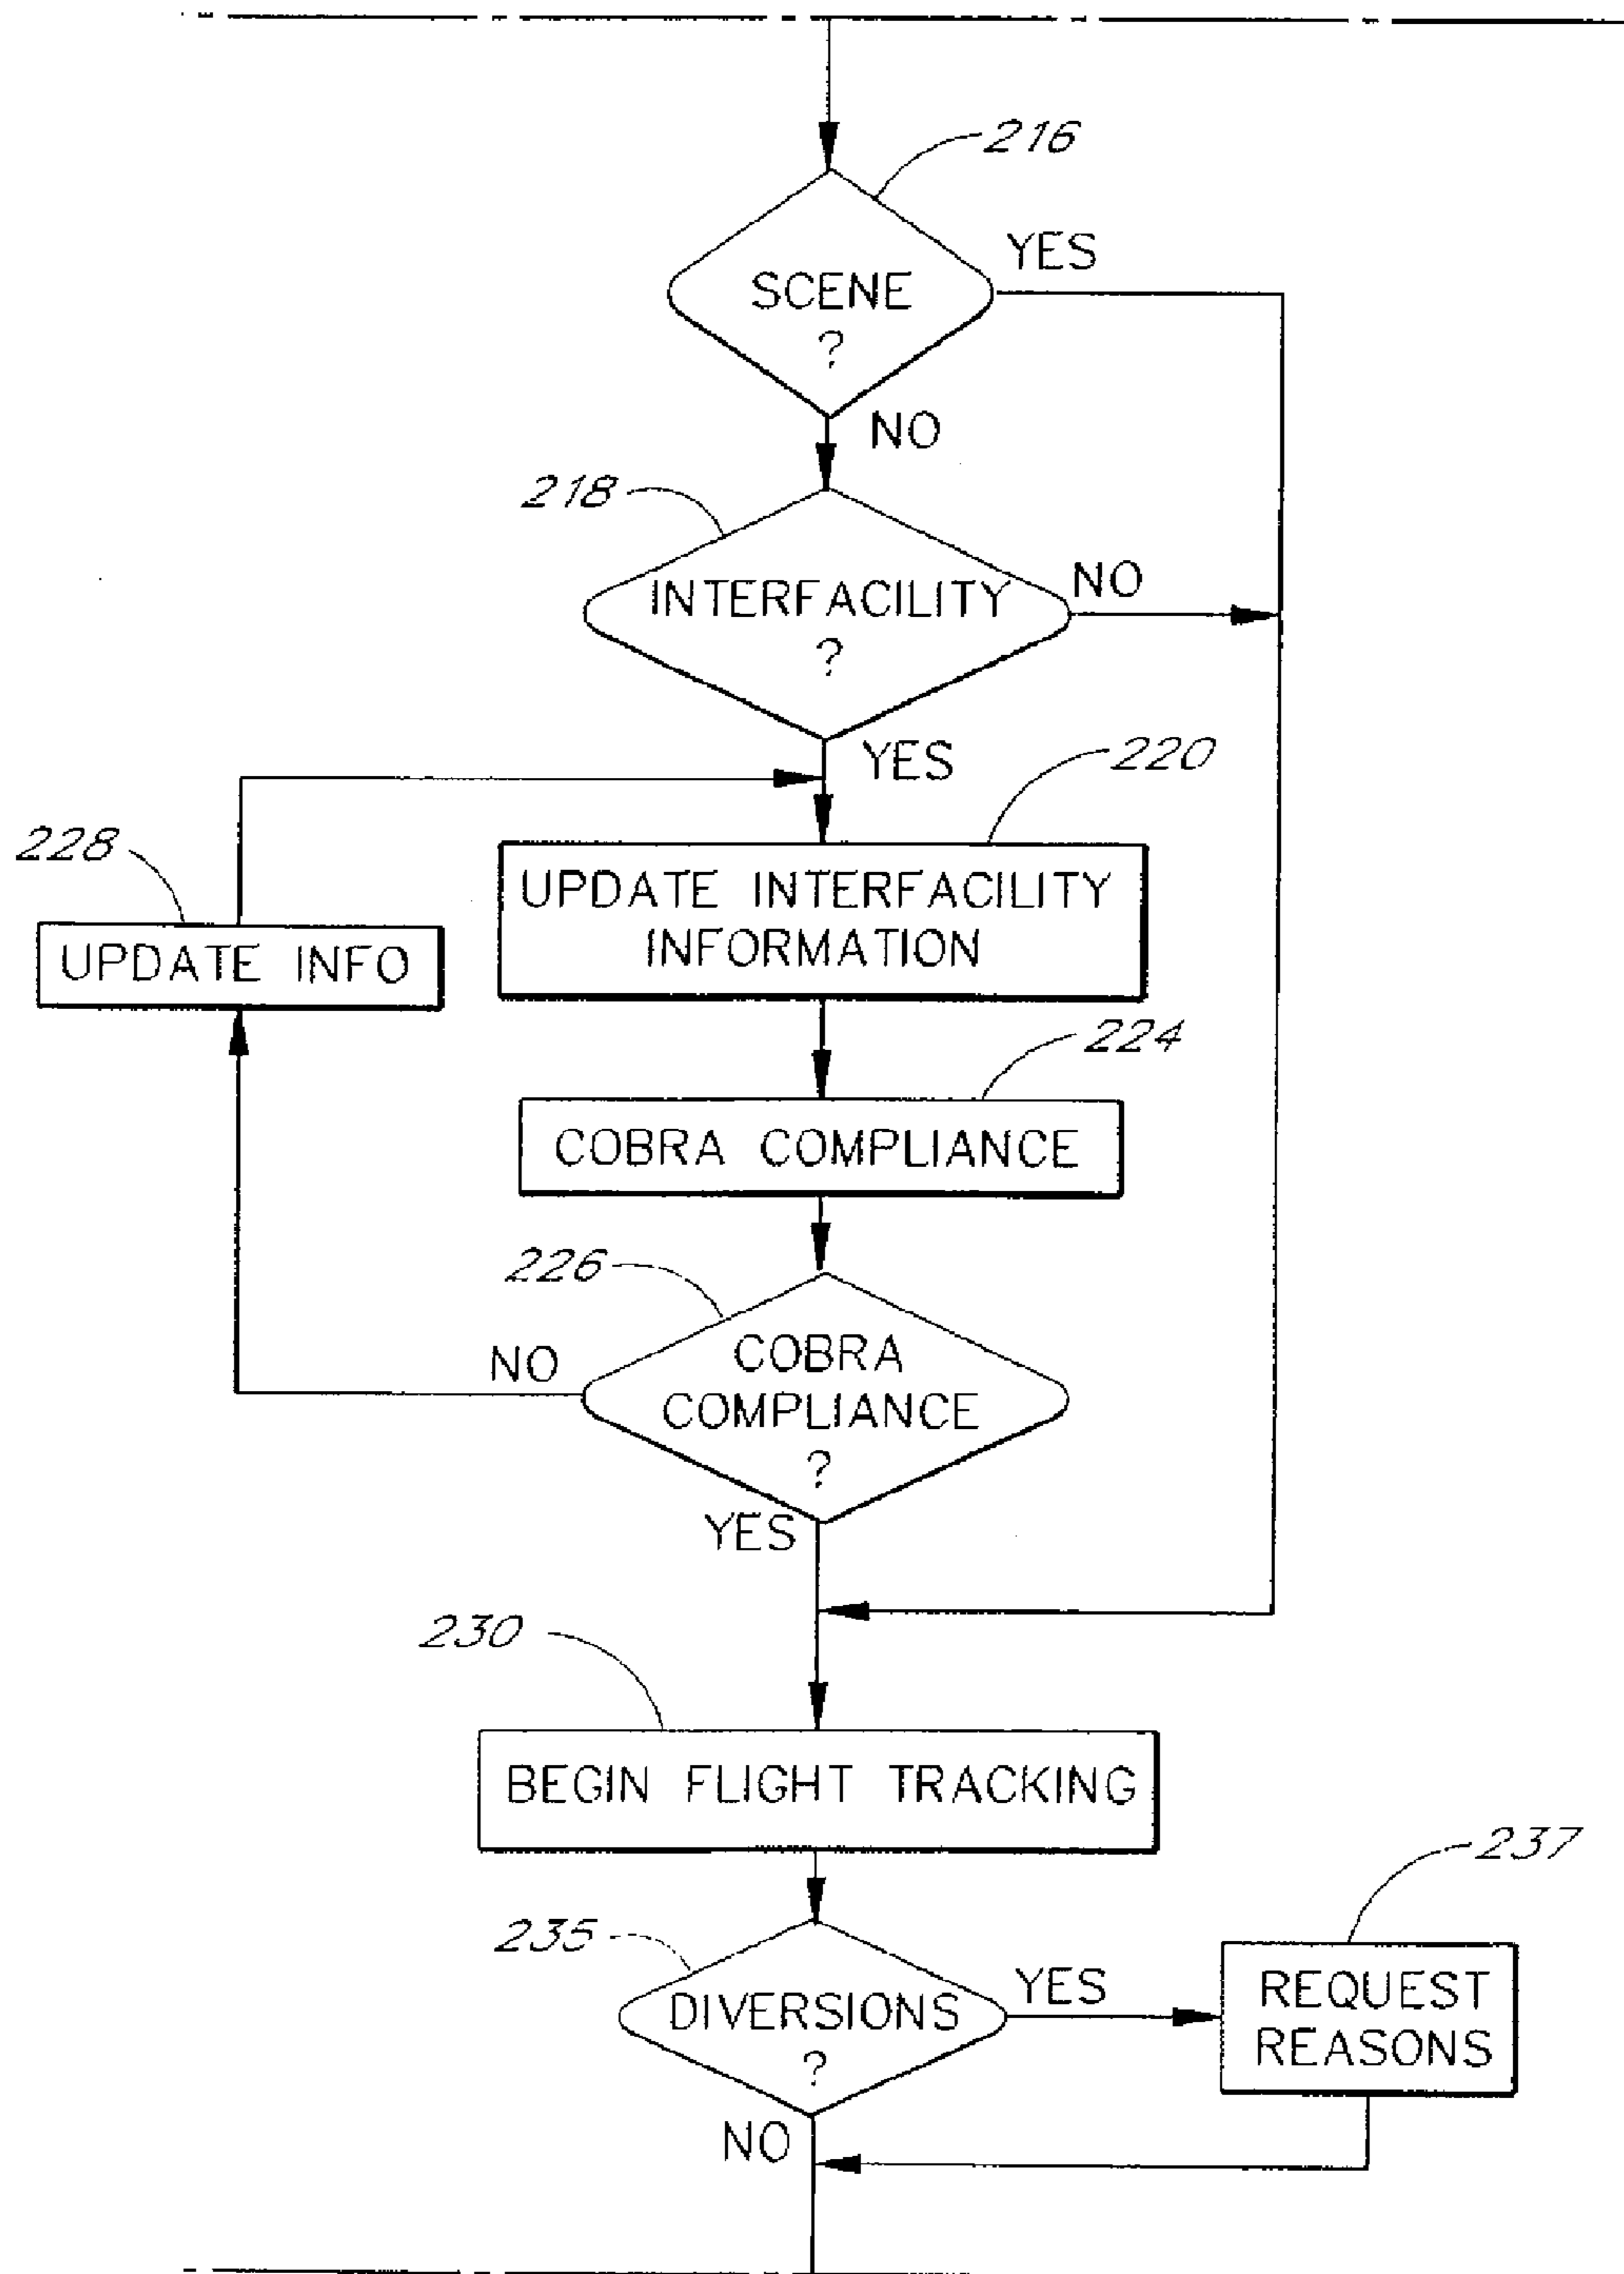 216
SCENE
?
YES
NO
218
INTERFACILITY
?
NO
YES
220
228
UPDATE INTERFACILITY
INFORMATION
UPDATE INFO
224
COBRA COMPLIANCE
226
COBRA
COMPLIANCE
?
NO
YES
230
BEGIN FLIGHT TRACKING
237
235
DIVERSIONS
?
YES
REQUEST
REASONS
NO